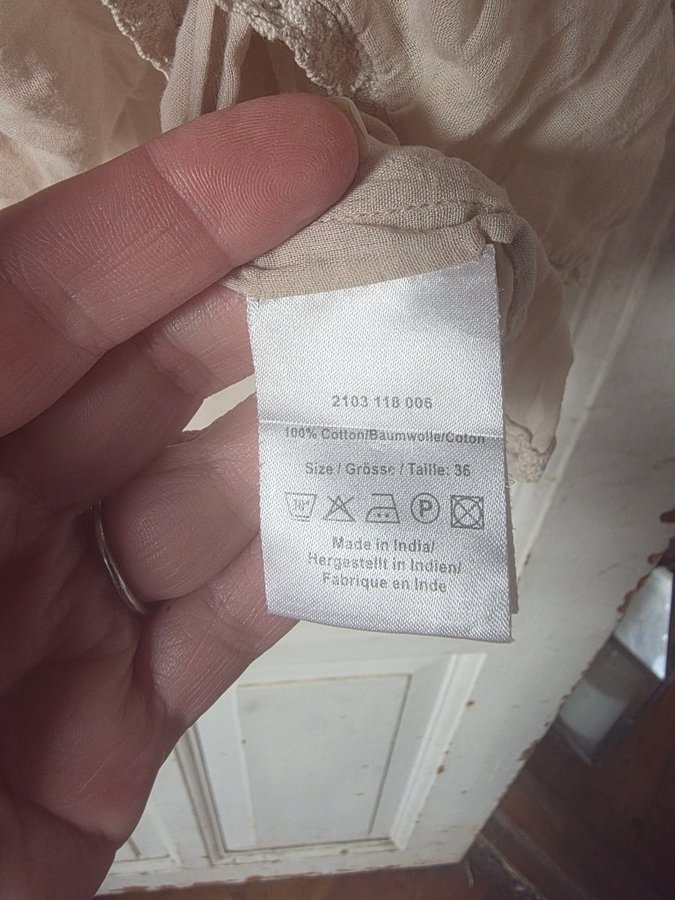 2103 118 006
100% Cotton/Baumwolle/Coton
Size / Grösse / Taille: 36
30° P
Made in India/
Hergestellt in Indien/
Fabrique en Inde